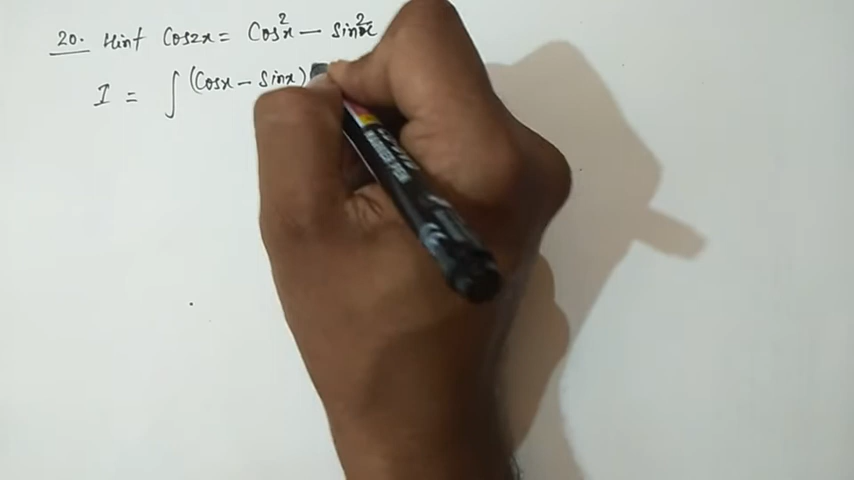 20. Hint Cos2x = Cos²x − Sin²x
I = ∫ (Cosx − Sinx)